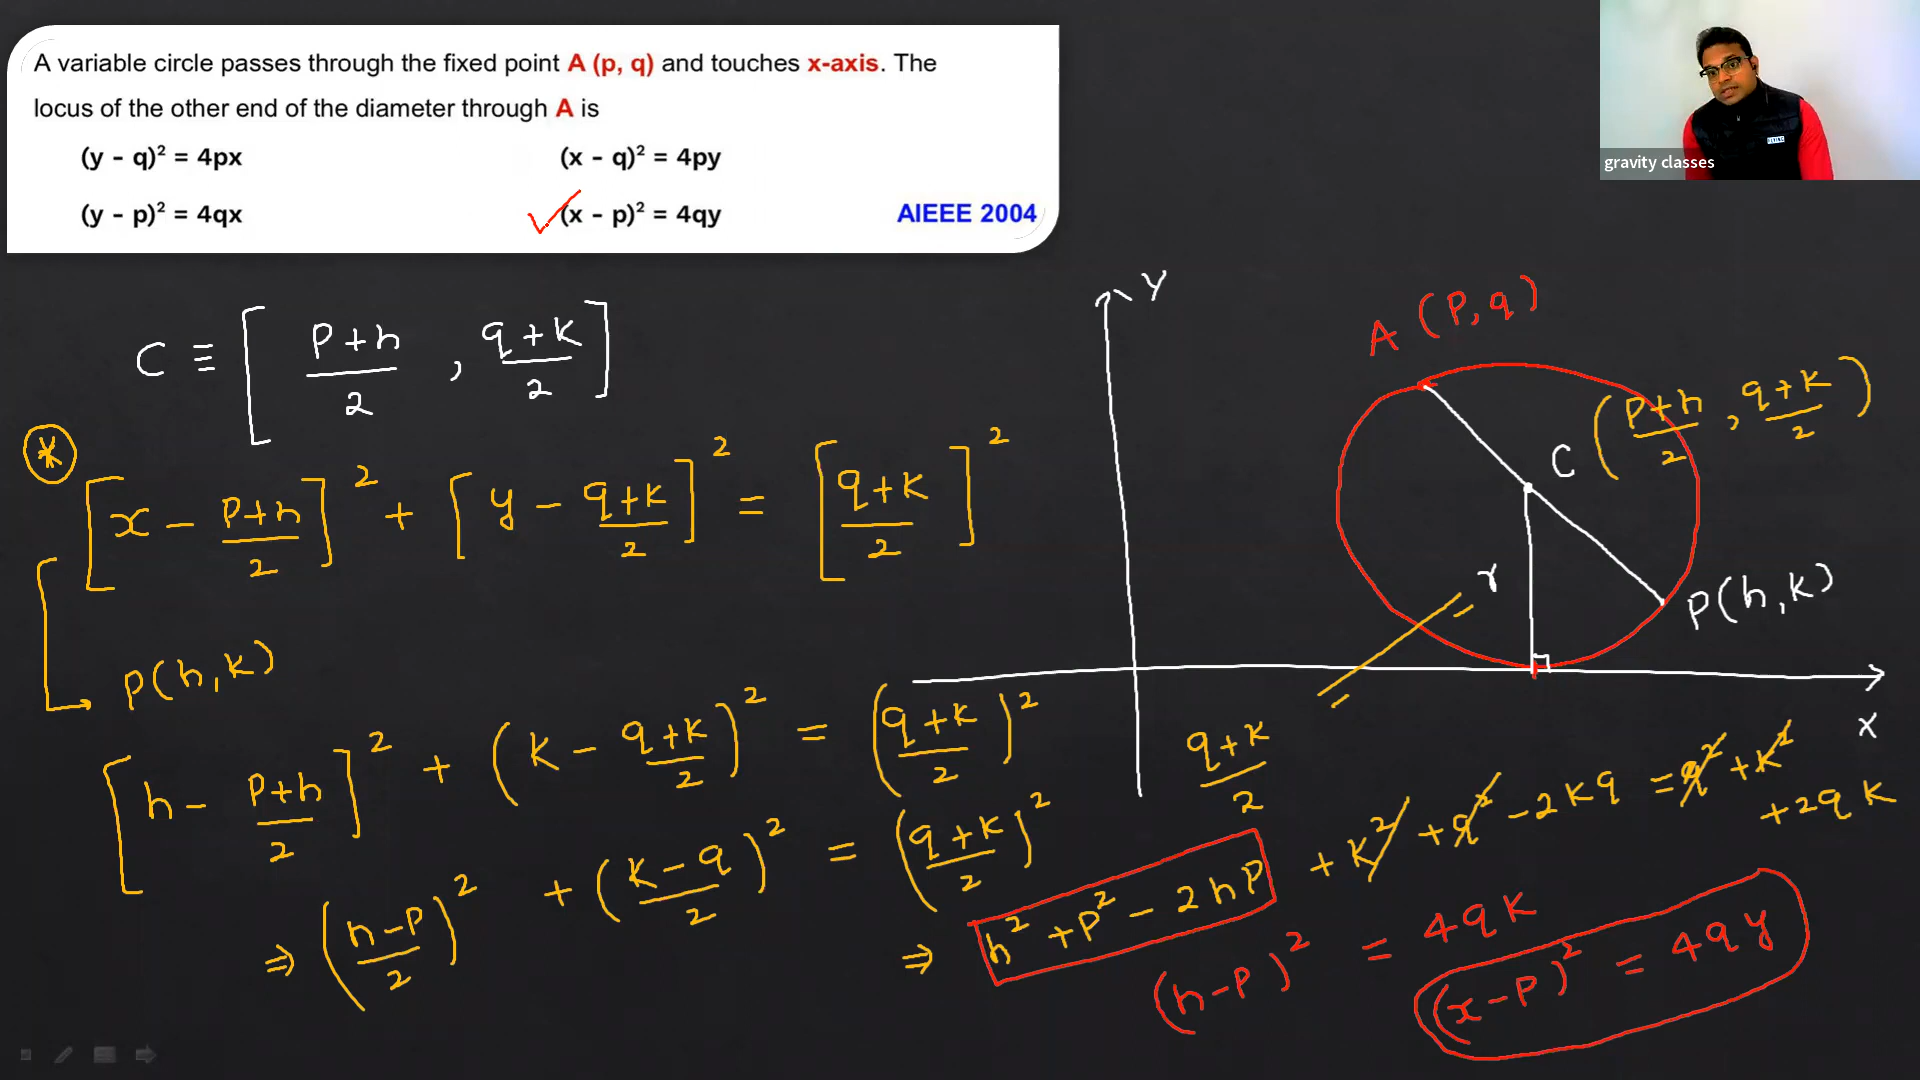 A variable circle passes through the fixed point A (p, q) and touches x-axis. The
locus of the other end of the diameter through A is
(y - q)² = 4px
(x - q)² = 4py
(y - p)² = 4qx
(x - p)² = 4qy
AIEEE 2004
gravity classes
C ≡ [ (P+h)/2 , (q+k)/2 ]
* [x - (P+h)/2]² + [y - (q+k)/2]² = [(q+k)/2]²
P(h,k)
[h - (P+h)/2]² + (k - (q+k)/2)² = ((q+k)/2)²
⇒ ((h-P)/2)² + ((k-q)/2)² = ((q+k)/2)²
Y
A (P,q)
C ((P+h)/2 , (q+k)/2)
r
P(h,k)
X
(q+k)/2
⇒ h² + P² - 2hP + k² + q² - 2kq = q² + k² + 2qk
(h-P)² = 4qk
(x-P)² = 4qy